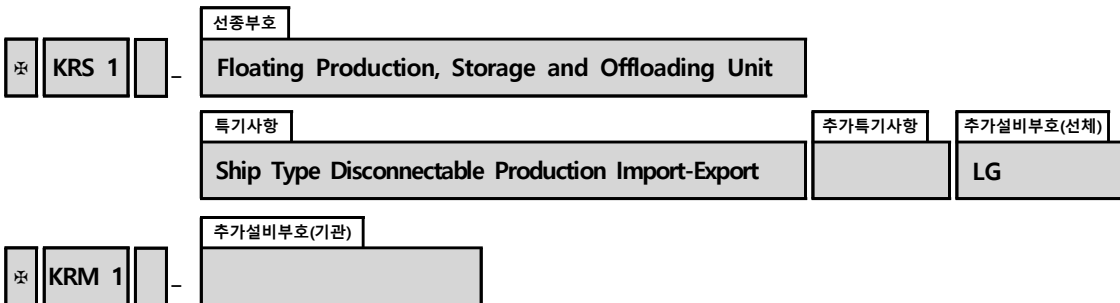 선종부호
✠ KRS 1 – Floating Production, Storage and Offloading Unit
특기사항 추가특기사항 추가설비부호(선체)
Ship Type Disconnectable Production Import-Export LG
추가설비부호(기관)
✠ KRM 1 –